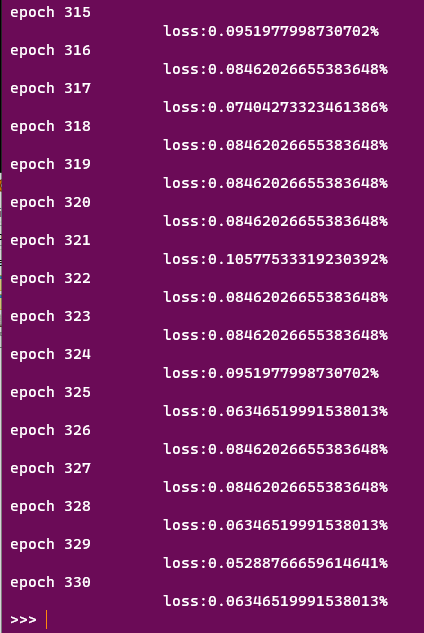 epoch 315
loss:0.0951977998730702%
epoch 316
loss:0.08462026655383648%
epoch 317
loss:0.07404273323461386%
epoch 318
loss:0.08462026655383648%
epoch 319
loss:0.08462026655383648%
epoch 320
loss:0.08462026655383648%
epoch 321
loss:0.10577533319230392%
epoch 322
loss:0.08462026655383648%
epoch 323
loss:0.08462026655383648%
epoch 324
loss:0.0951977998730702%
epoch 325
loss:0.06346519991538013%
epoch 326
loss:0.08462026655383648%
epoch 327
loss:0.08462026655383648%
epoch 328
loss:0.06346519991538013%
epoch 329
loss:0.05288766659614641%
epoch 330
loss:0.06346519991538013%
>>>